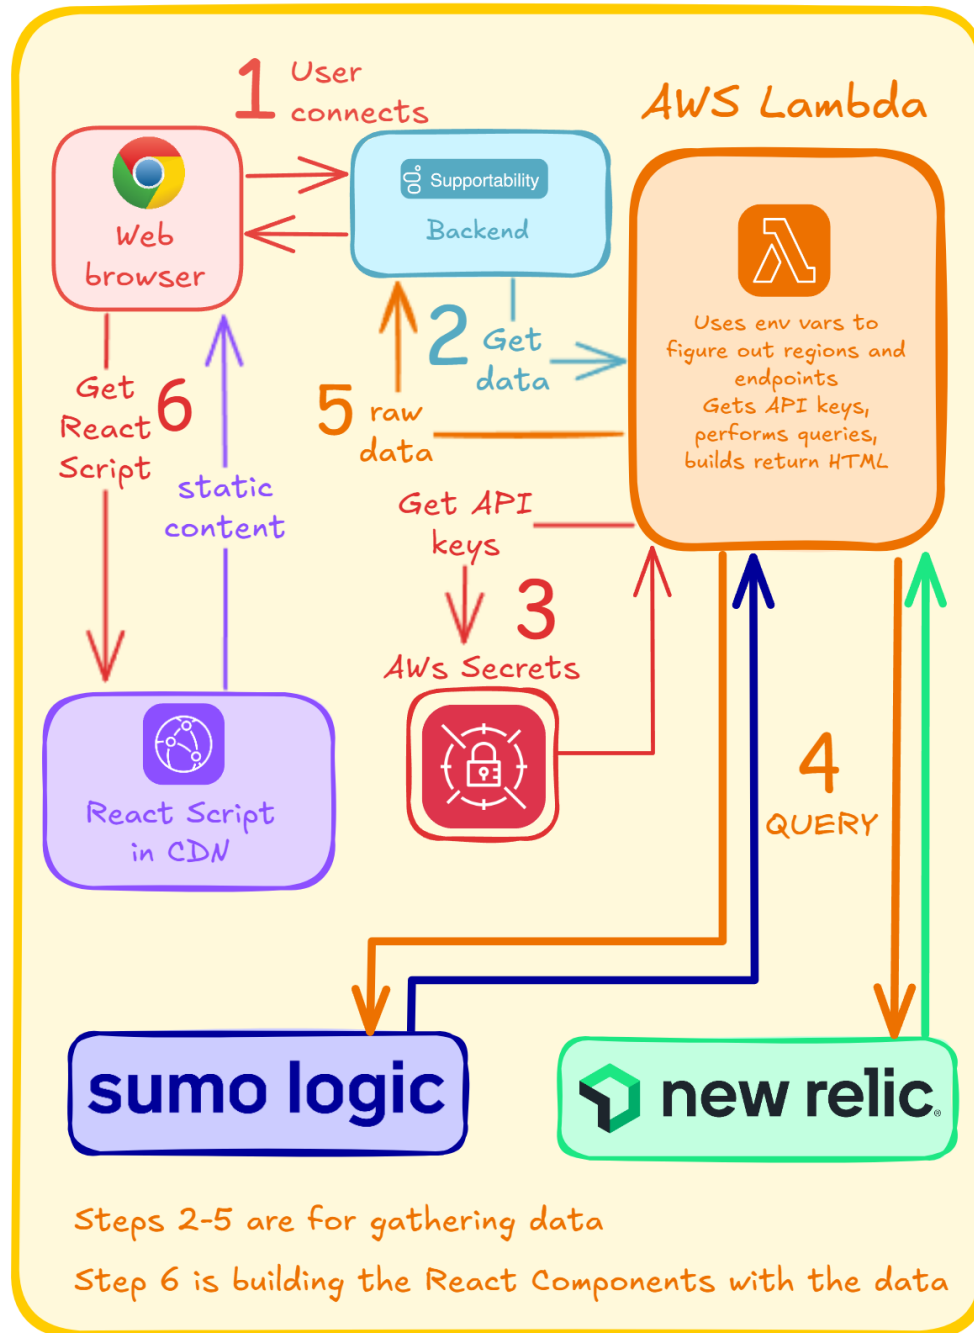 1 User
connects
AWS Lambda
Supportability
Backend
Web
browser
Uses env vars to
figure out regions and
endpoints
Gets API keys,
performs queries,
builds return HTML
2 Get
data
5 raw
data
Get
React
Script
6
static
content
Get API
keys
3
AWs Secrets
React Script
in CDN
4
QUERY
sumo logic
new relic®
Steps 2-5 are for gathering data
Step 6 is building the React Components with the data